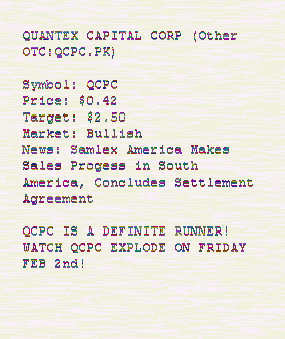 QUANTEX CAPITAL CORP (Other
OTC:QCPC.PK)
Symbol: QCPC
Price: $0.42
Target: $2.50
Market: Bullish
News: Samlex America Makes
Sales Progess in South
America, Concludes Settlement
Agreement
QCPC IS A DEFINITE RUNNER!
WATCH QCPC EXPLODE ON FRIDAY
FEB 2nd!